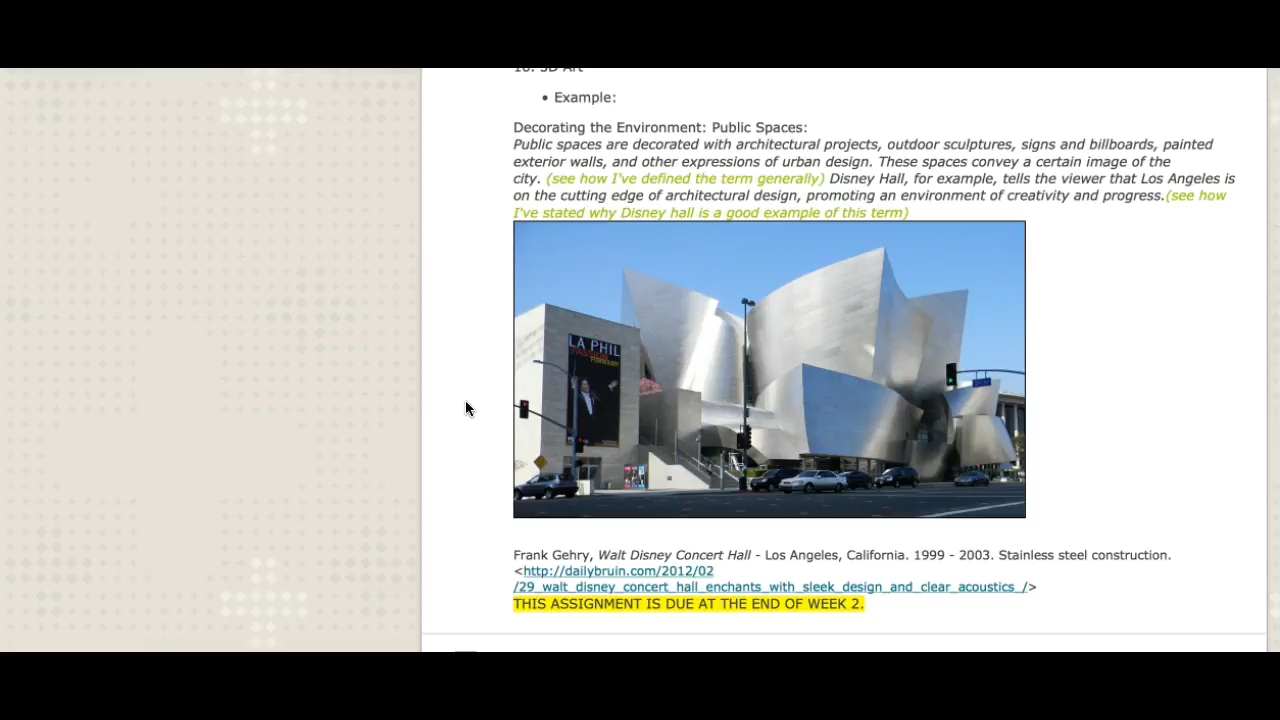 10. 3D Art
• Example:
Decorating the Environment: Public Spaces:
Public spaces are decorated with architectural projects, outdoor sculptures, signs and billboards, painted
exterior walls, and other expressions of urban design. These spaces convey a certain image of the
city. (see how I've defined the term generally) Disney Hall, for example, tells the viewer that Los Angeles is
on the cutting edge of architectural design, promoting an environment of creativity and progress.(see how
I've stated why Disney hall is a good example of this term)
LA PHIL
Frank Gehry, Walt Disney Concert Hall - Los Angeles, California. 1999 - 2003. Stainless steel construction.
<http://dailybruin.com/2012/02
/29_walt_disney_concert_hall_enchants_with_sleek_design_and_clear_acoustics_/>
THIS ASSIGNMENT IS DUE AT THE END OF WEEK 2.